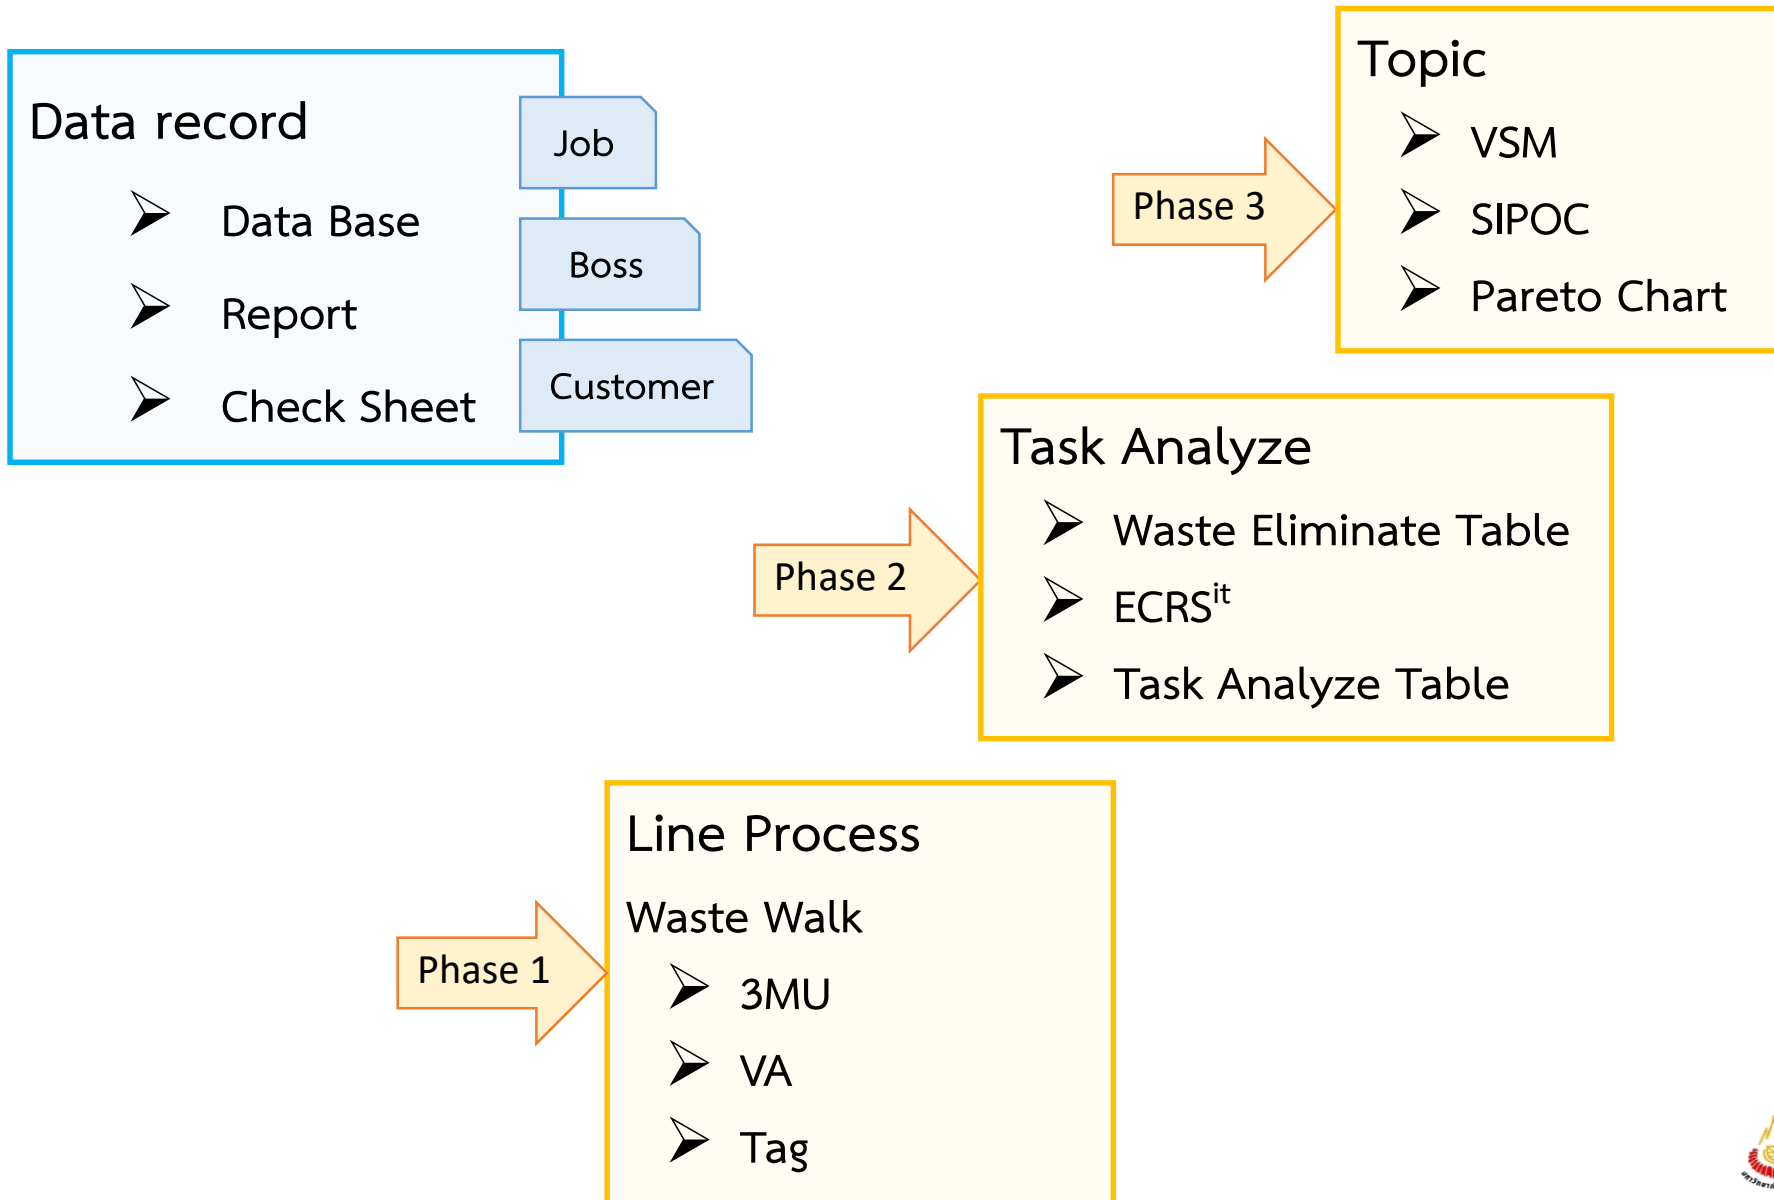 Data record
Data Base
Report
Check Sheet
Job
Boss
Customer
Phase 3
Topic
VSM
SIPOC
Pareto Chart
Phase 2
Task Analyze
Waste Eliminate Table
ECRSit
Task Analyze Table
Phase 1
Line Process
Waste Walk
3MU
VA
Tag